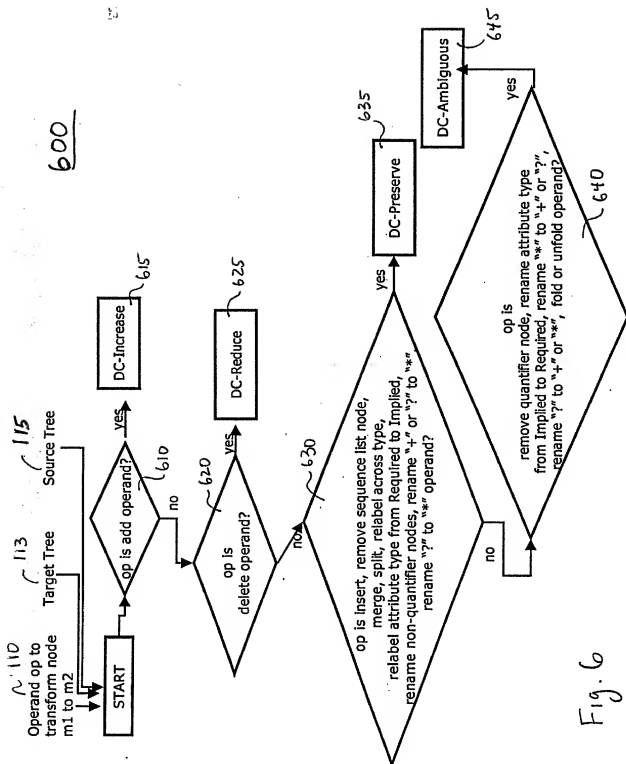 600
110
Operand op to
transform node
m1 to m2
113
Target Tree
115
Source Tree
START
op is add operand?
610
yes
DC-Increase
615
no
op is
delete operand?
620
yes
DC-Reduce
625
no
op is insert, remove sequence list node,
merge, split, relabel across type,
relabel attribute type from Required to Implied,
rename non-quantifier nodes, rename "+" or "?" to "*",
rename "?" to "*" operand?
630
yes
DC-Preserve
635
no
op is
remove quantifier node, rename attribute type
from Implied to Required, rename "*" to "+" or "?",
rename "?" to "+" or "*", fold or unfold operand?
640
yes
DC-Ambiguous
645
Fig. 6